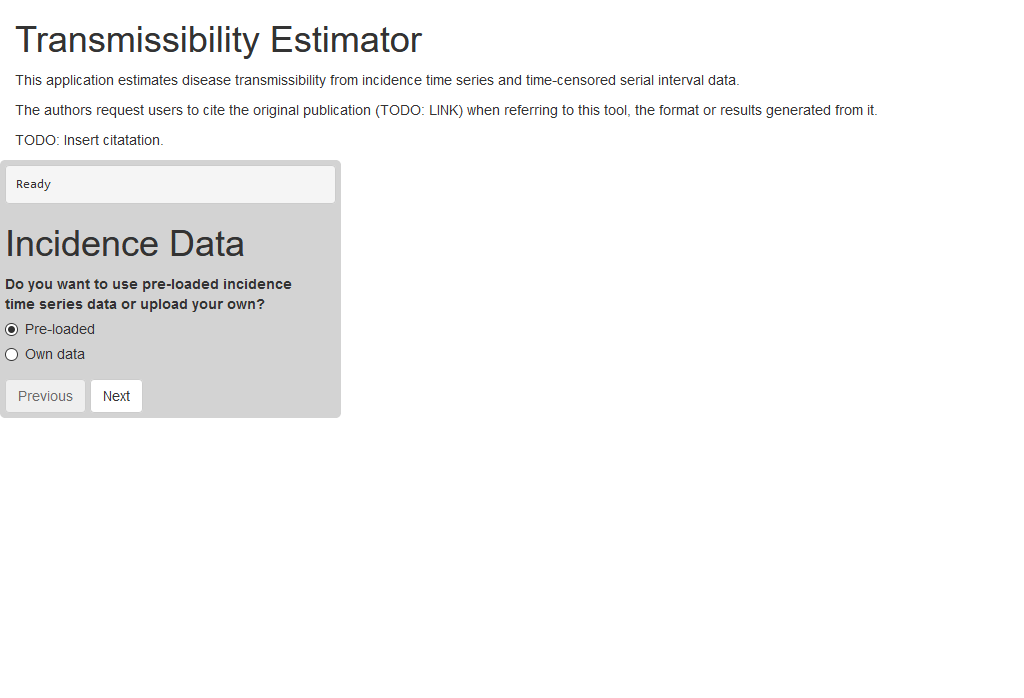 Transmissibility Estimator
This application estimates disease transmissibility from incidence time series and time-censored serial interval data.
The authors request users to cite the original publication (TODO: LINK) when referring to this tool, the format or results generated from it.
TODO: Insert citatation.
Ready
Incidence Data
Do you want to use pre-loaded incidence
time series data or upload your own?
Pre-loaded
Own data
Previous Next